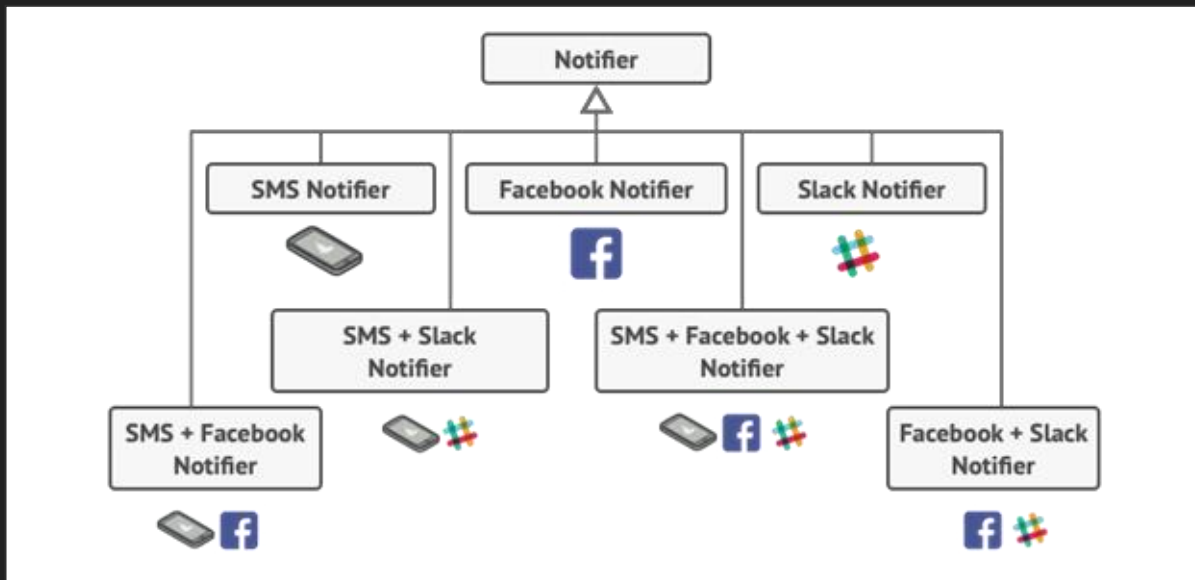 Notifier
SMS Notifier
Facebook Notifier
Slack Notifier
SMS + Slack
Notifier
SMS + Facebook + Slack
Notifier
SMS + Facebook
Notifier
Facebook + Slack
Notifier